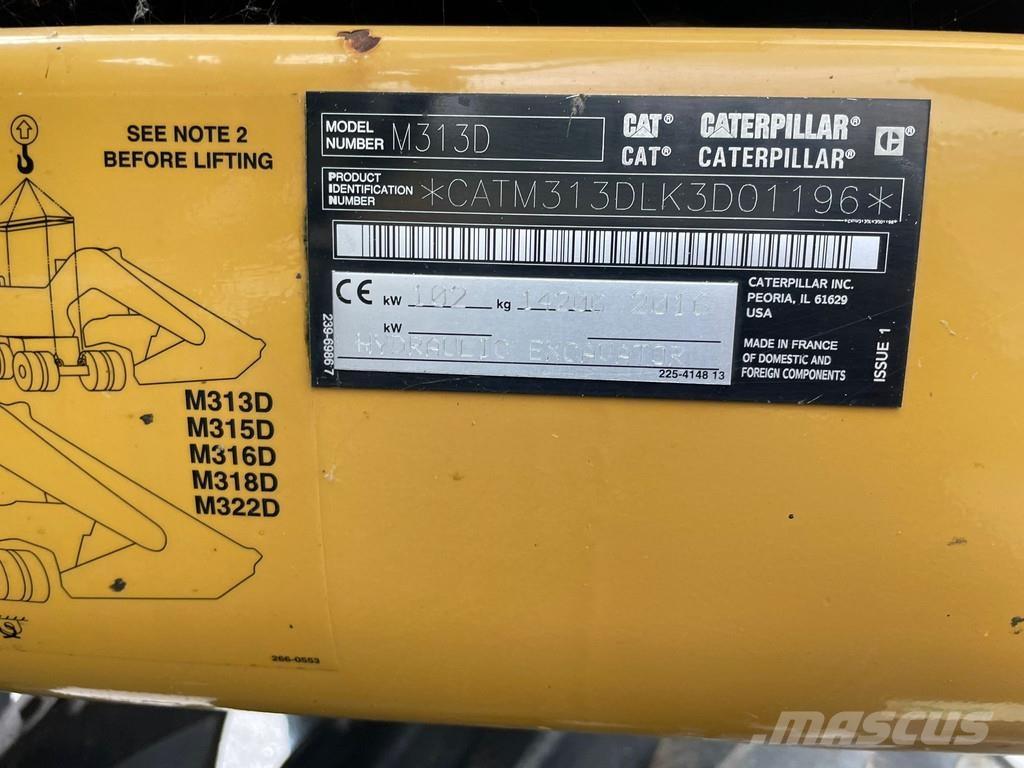 SEE NOTE 2
BEFORE LIFTING
M313D
M315D
M316D
M318D
M322D
266-0553
MODEL
NUMBER M313D
CAT® CATERPILLAR® C®
CAT® CATERPILLAR®
PRODUCT
IDENTIFICATION
NUMBER *CATM313DLK3D01196*
CE kW 102 kg 2016
kW
HYDRAULIC EXCAVATOR
225-4148 13
239-6986 7
CATERPILLAR INC.
PEORIA, IL 61629
USA
MADE IN FRANCE
OF DOMESTIC AND
FOREIGN COMPONENTS
ISSUE 1
MASCUS